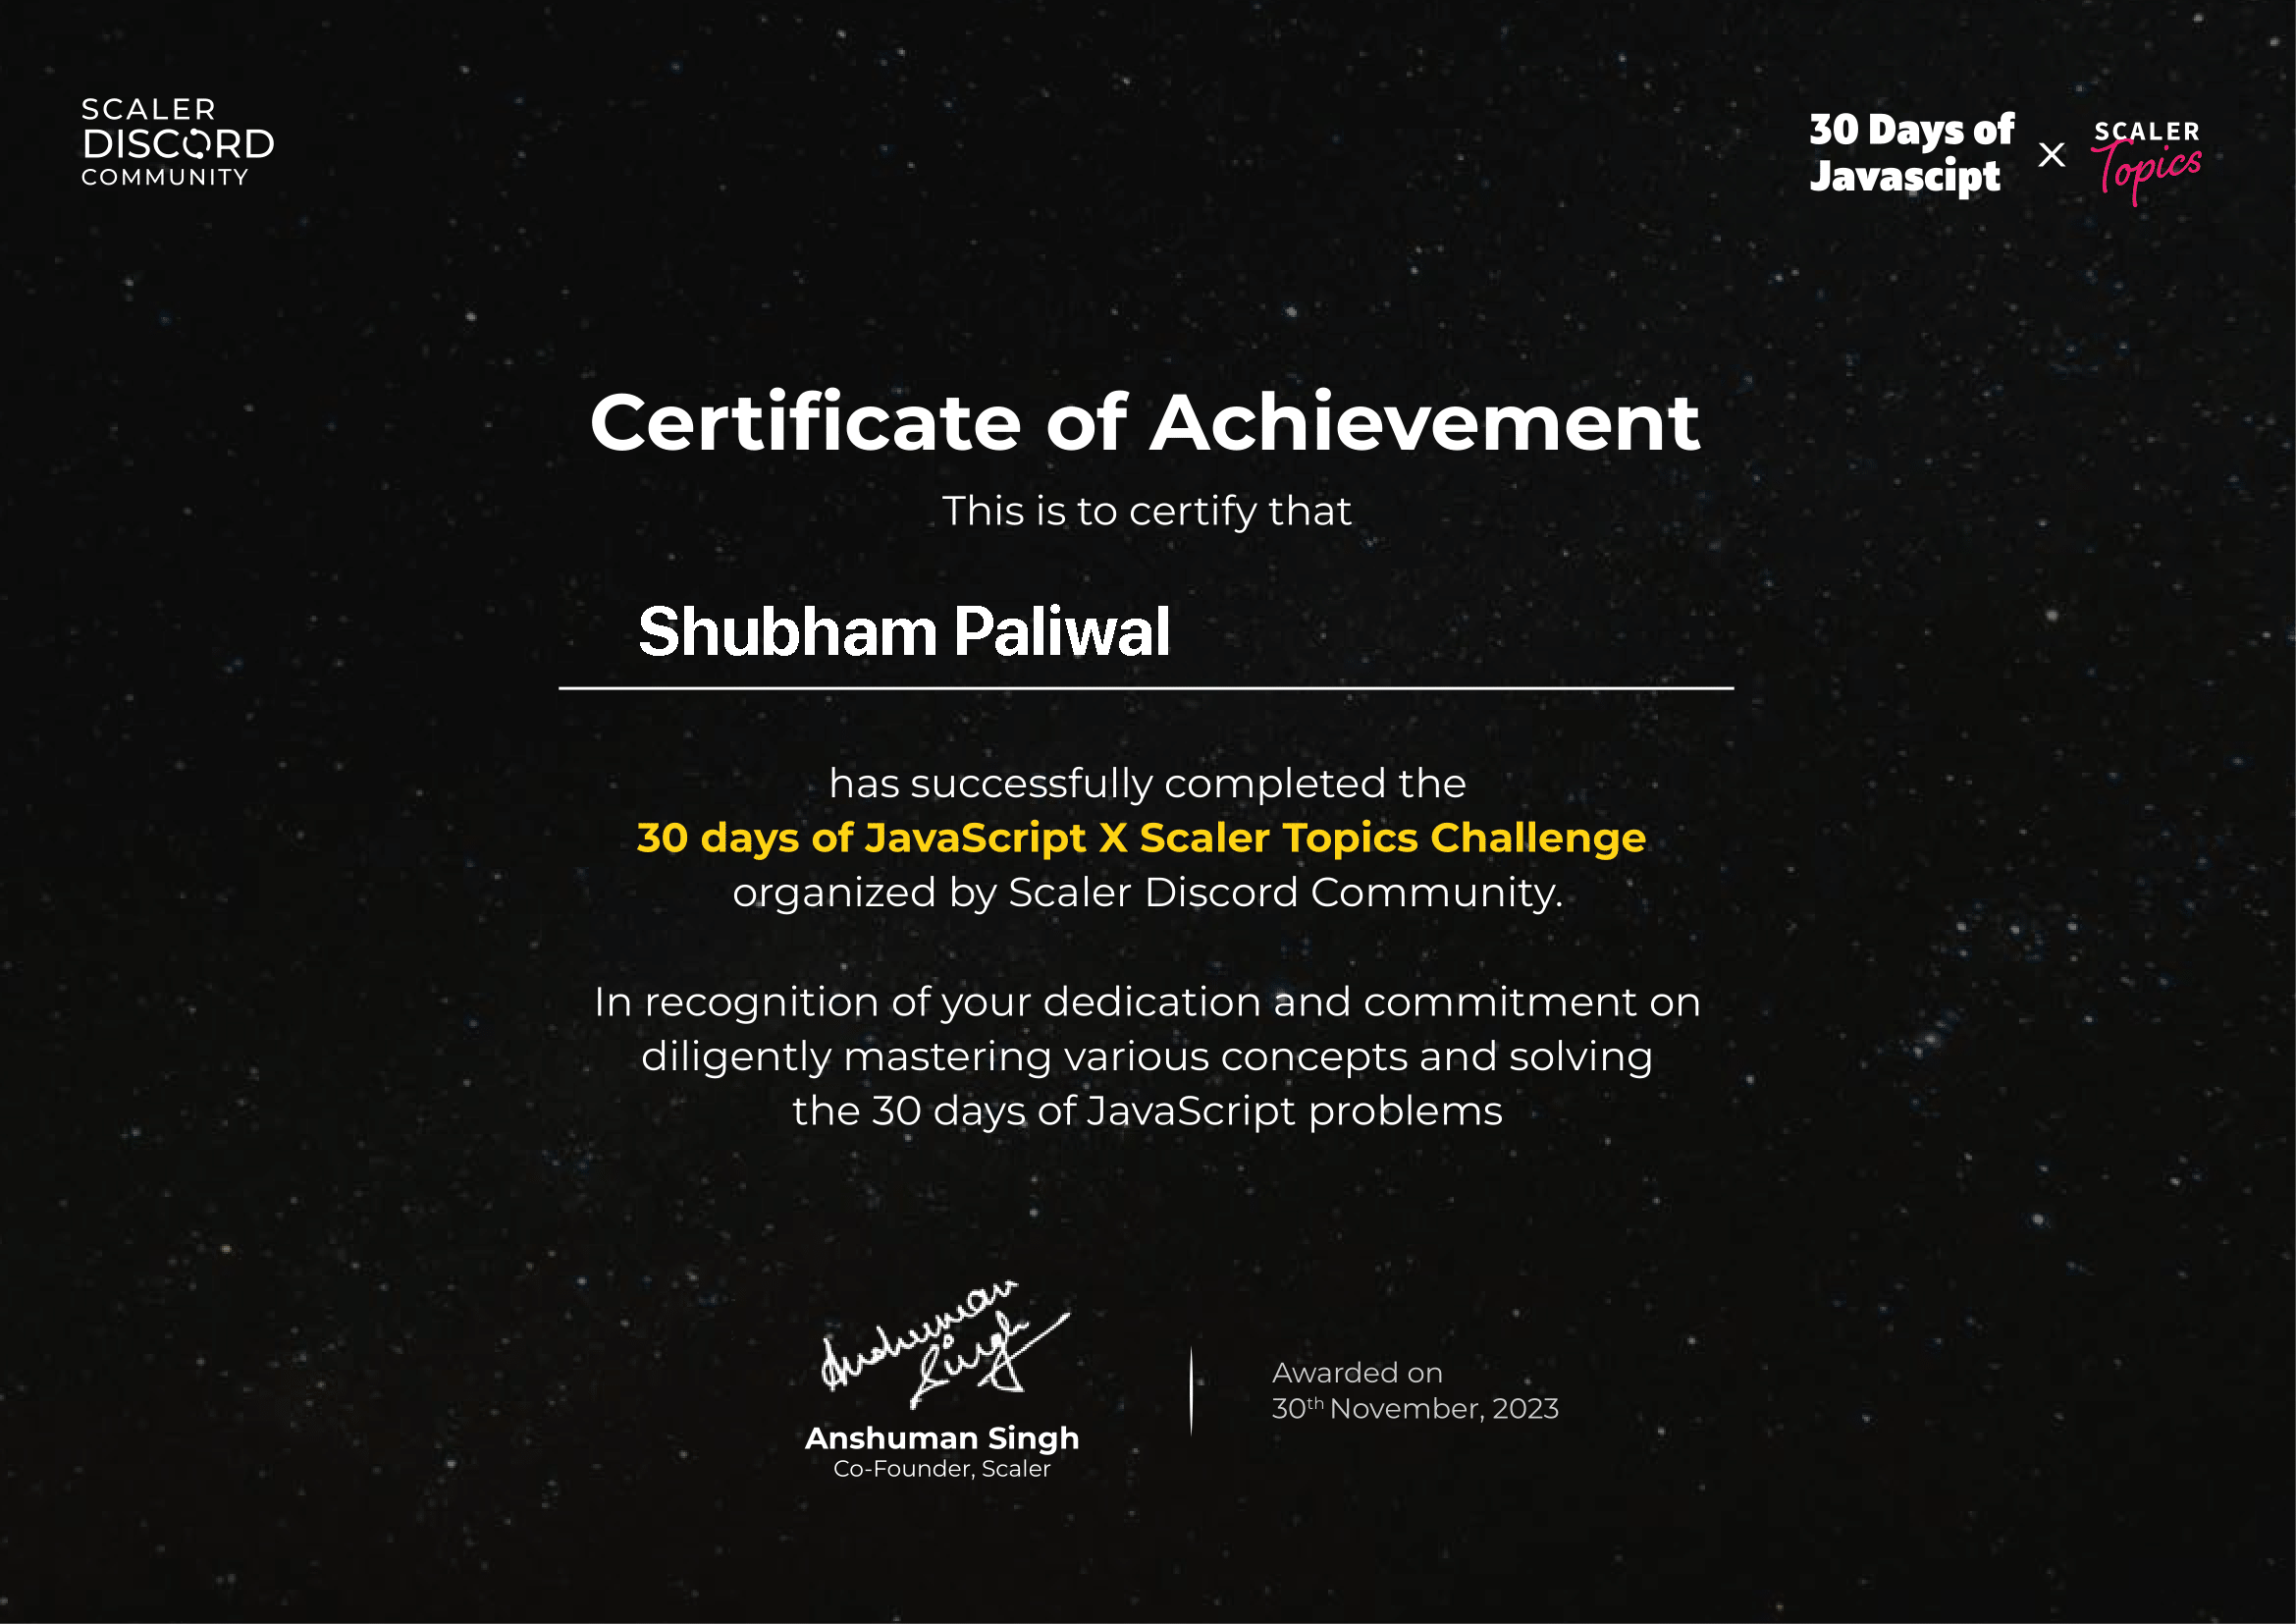 SCALER
DISCORD
COMMUNITY
30 Days of
Javascipt
X
SCALER
Topics
Certificate of Achievement
This is to certify that
Shubham Paliwal
has successfully completed the
30 days of JavaScript X Scaler Topics Challenge
organized by Scaler Discord Community.
In recognition of your dedication and commitment on
diligently mastering various concepts and solving
the 30 days of JavaScript problems
Anshuman
Singh
Anshuman Singh
Co-Founder, Scaler
Awarded on
30th November, 2023